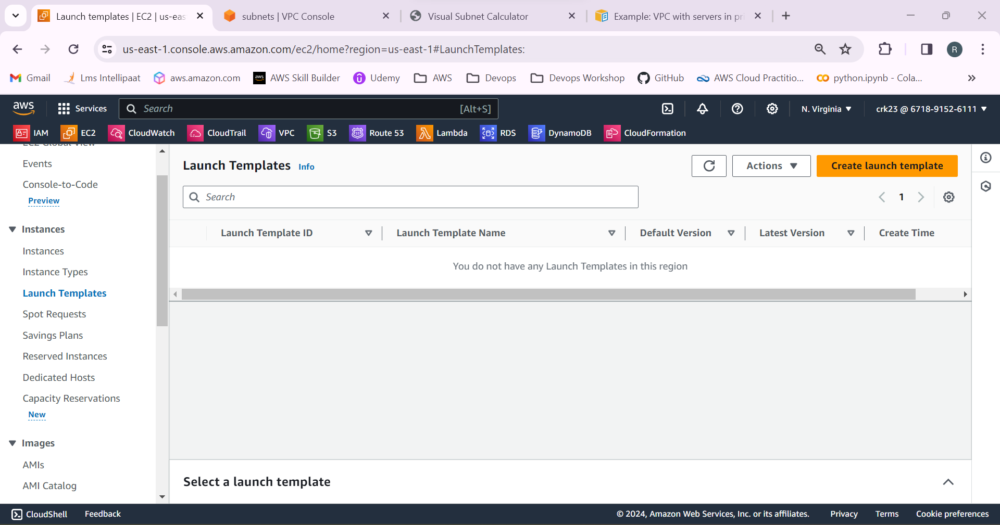 Launch templates | EC2 | us-eas
subnets | VPC Console
Visual Subnet Calculator
Example: VPC with servers in pri
us-east-1.console.aws.amazon.com/ec2/home?region=us-east-1#LaunchTemplates:
R
Gmail
Lms Intellipaat
aws.amazon.com
aws
AWS Skill Builder
Udemy
AWS
Devops
Devops Workshop
GitHub
AWS Cloud Practitio...
python.ipynb - Cola...
aws
Services
Search
[Alt+S]
N. Virginia
crk23 @ 6718-9152-6111
IAM
EC2
CloudWatch
CloudTrail
VPC
S3
53
Route 53
Lambda
RDS
DynamoDB
CloudFormation
EC2 Global View
Events
Console-to-Code
Preview
Instances
Instances
Instance Types
Launch Templates
Spot Requests
Savings Plans
Reserved Instances
Dedicated Hosts
Capacity Reservations
New
Images
AMIs
AMI Catalog
Launch Templates Info
Actions
Create launch template
Search
1
Launch Template ID
Launch Template Name
Default Version
Latest Version
Create Time
You do not have any Launch Templates in this region
Select a launch template
CloudShell
Feedback
© 2024, Amazon Web Services, Inc. or its affiliates.
Privacy
Terms
Cookie preferences